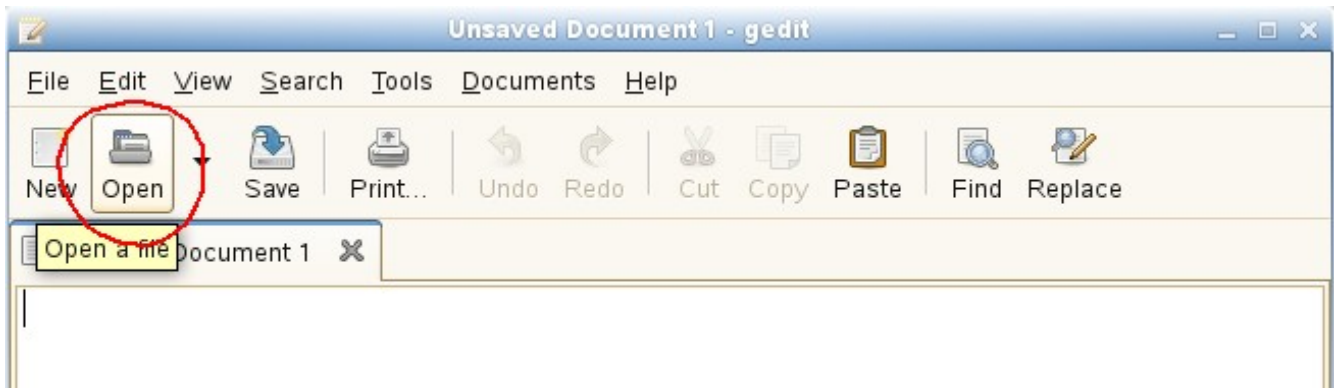 Unsaved Document 1 - gedit
File Edit View Search Tools Documents Help
New Open Save Print... Undo Redo Cut Copy Paste Find Replace
Open a file Document 1